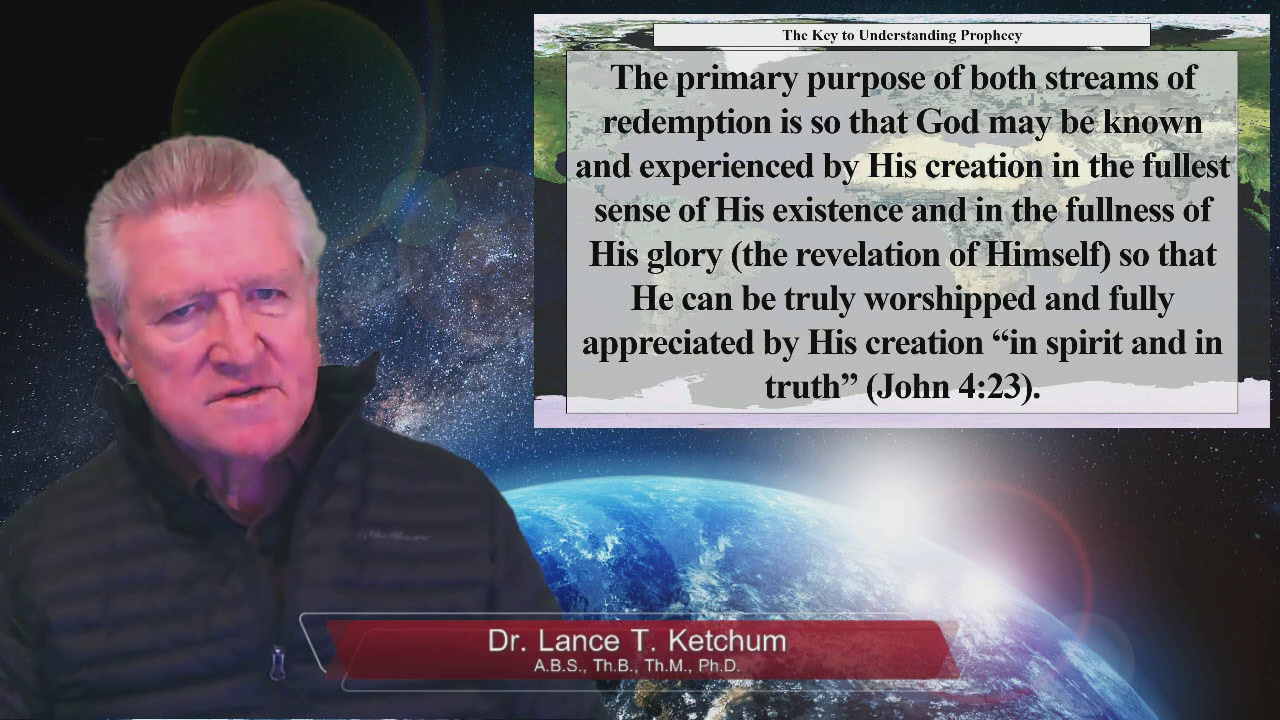 The Key to Understanding Prophecy
The primary purpose of both streams of
redemption is so that God may be known
and experienced by His creation in the fullest
sense of His existence and in the fullness of
His glory (the revelation of Himself) so that
He can be truly worshipped and fully
appreciated by His creation “in spirit and in
truth” (John 4:23).
Dr. Lance T. Ketchum
A.B.S., Th.B., Th.M., Ph.D.